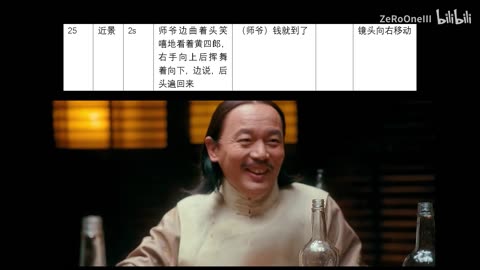 ZeRoOneIII bilibili
25 近景 2s 师爷边曲着头笑 （师爷）钱就到了 镜头向右移动
嘻地看着黄四郎，
右手向上后挥舞
着向下，边说，后
头遍回来